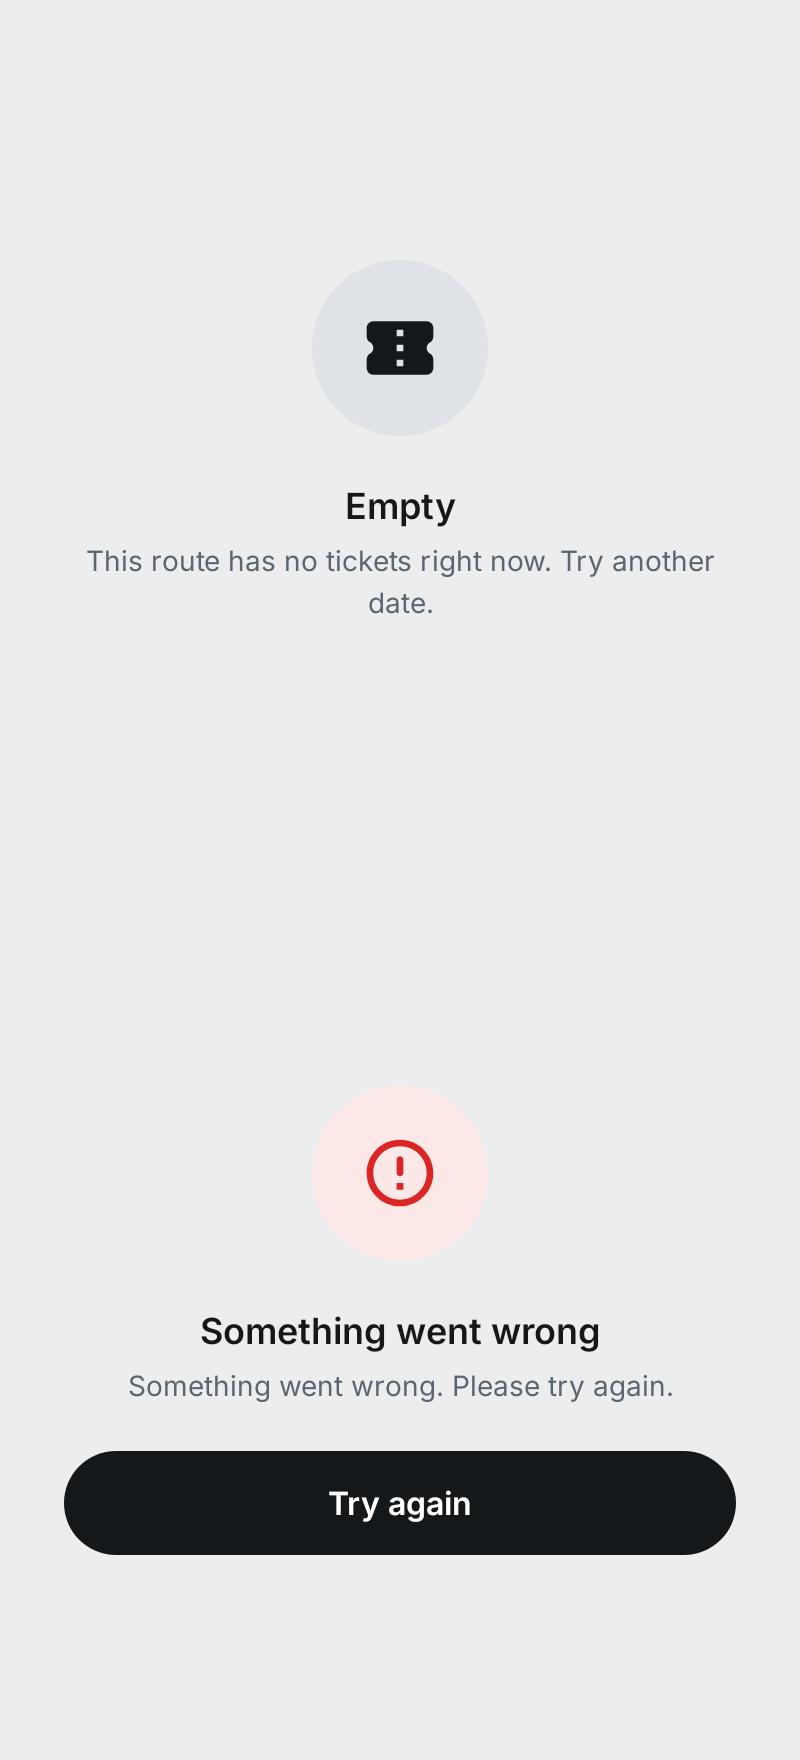 Empty
This route has no tickets right now. Try another
date.
Something went wrong
Something went wrong. Please try again.
Try again